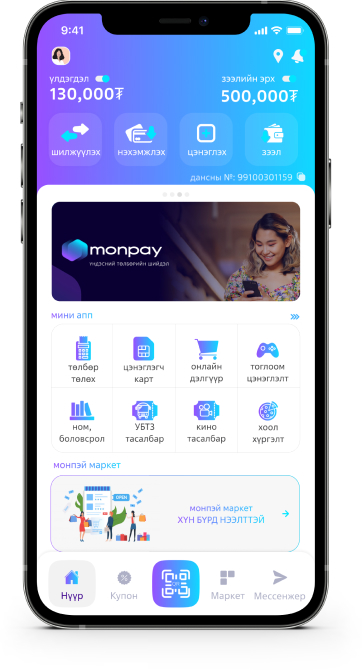 9:41
үлдэгдэл
зээлийн эрх
130,000₮
500,000₮
шилжүүлэх
нэхэмжлэх
цэнэглэх
зээл
дансны №: 99100301159
monpay
ҮНДЭСНИЙ ТӨЛБӨРИЙН ШИЙДЭЛ
мини апп
төлбөр
төлөх
цэнэглэгч
карт
онлайн
дэлгүүр
тоглоом
цэнэглэлт
ном,
боловсрол
УБТЗ
тасалбар
кино
тасалбар
хоол
хүргэлт
монпэй маркет
OPEN
монпэй маркет
ХҮН БҮРД НЭЭЛТТЭЙ
Нүүр
Купон
Маркет
Мессенжер